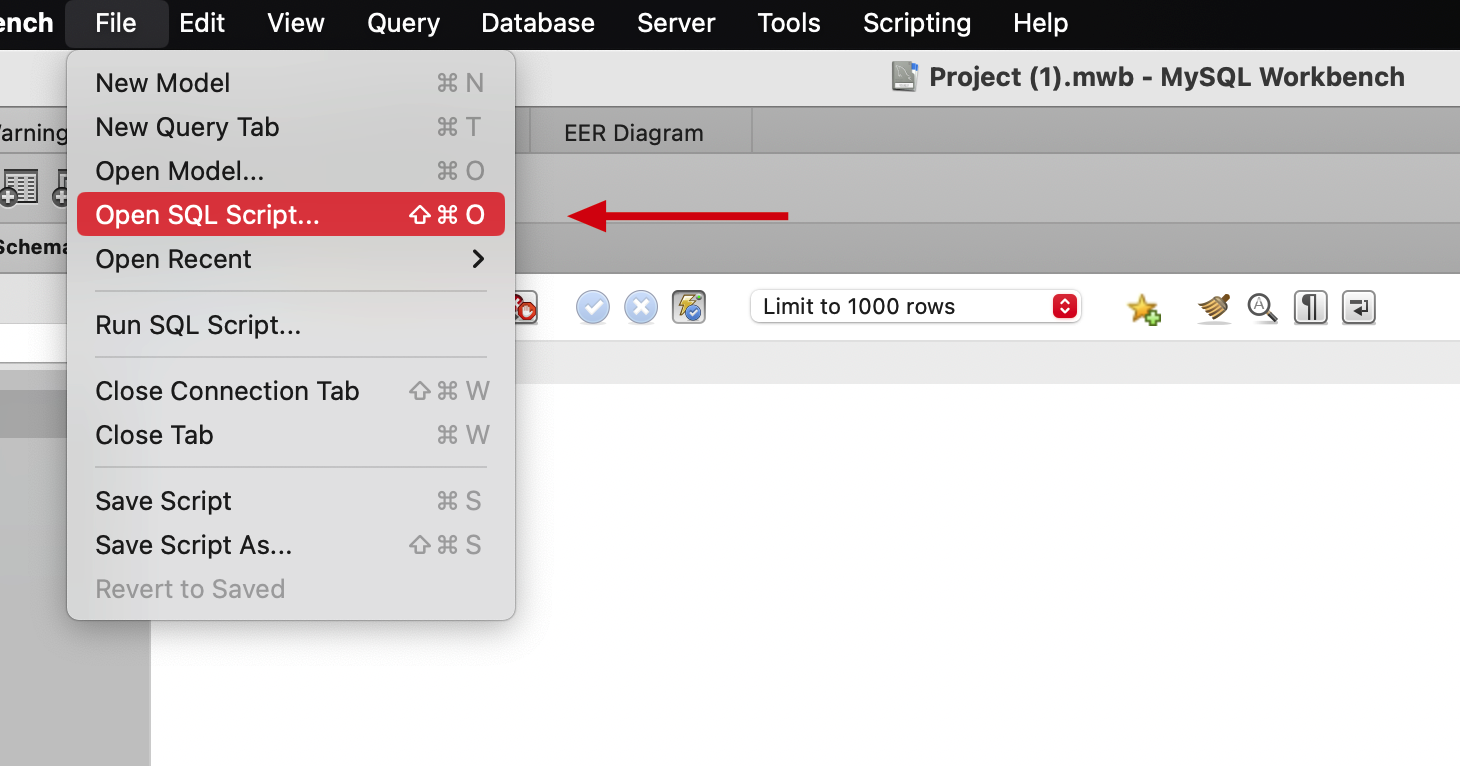 ench File Edit View Query Database Server Tools Scripting Help
Project (1).mwb - MySQL Workbench
arning
EER Diagram
New Model ⌘ N
New Query Tab ⌘ T
Open Model... ⌘ O
Open SQL Script... ⇧ ⌘ O
Schema
Open Recent
Limit to 1000 rows
Run SQL Script...
Close Connection Tab ⇧ ⌘ W
Close Tab ⌘ W
Save Script ⌘ S
Save Script As... ⇧ ⌘ S
Revert to Saved